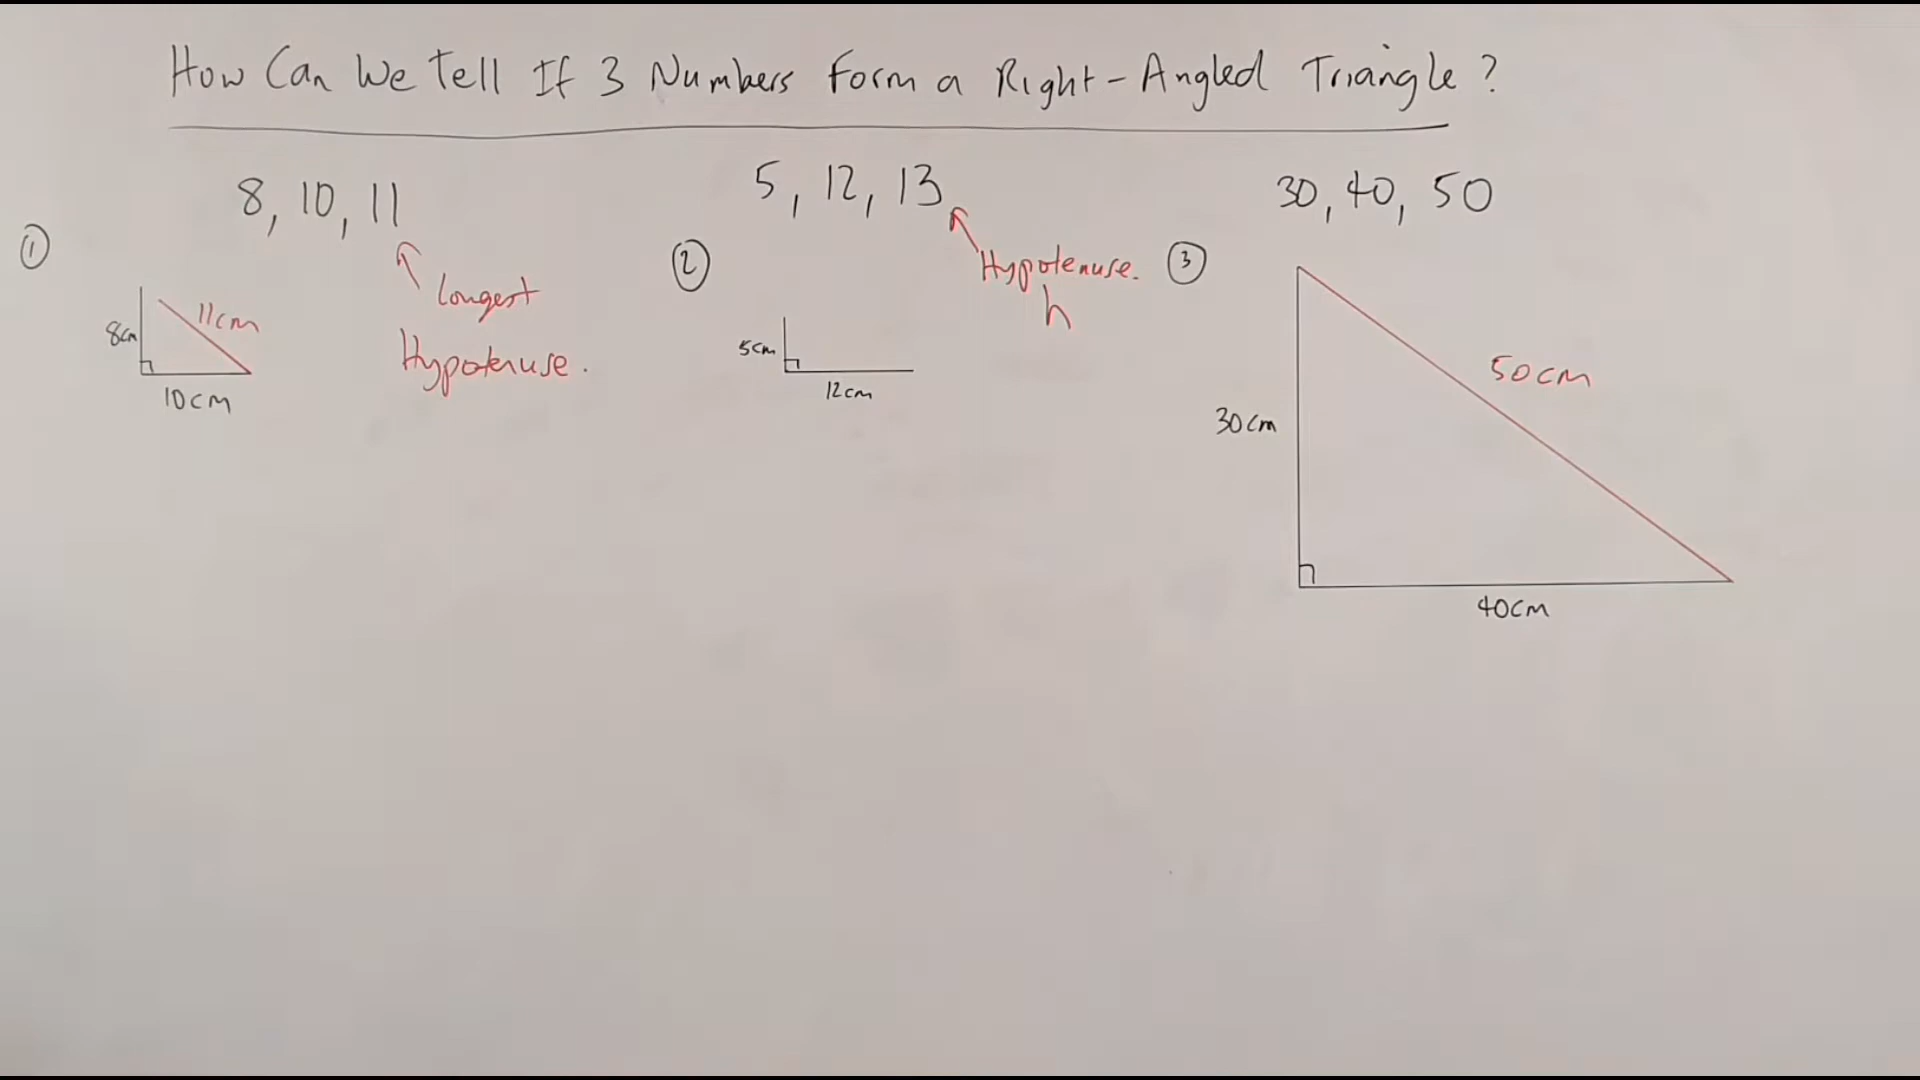 How Can We Tell If 3 Numbers Form a Right-Angled Triangle?
8, 10, 11
5, 12, 13
30, 40, 50
①
Longest
Hypotenuse.
8cm
11cm
10cm
②
Hypotenuse.
h
5cm
12cm
③
50cm
30cm
40cm